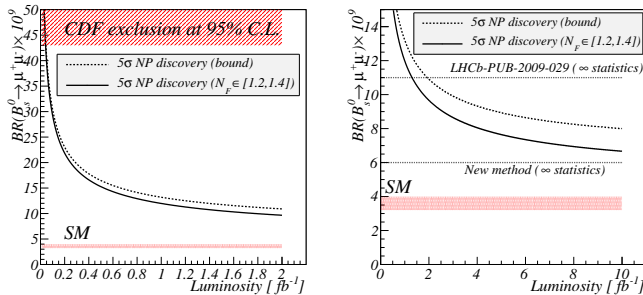 BR(B⁰ₛ→ μ⁺μ⁻)×10⁹
50
45
40
35
30
25
20
15
10
5
0
CDF exclusion at 95% C.L.
5σ NP discovery (bound)
5σ NP discovery (N_F ∈ [1.2,1.4])
SM
0 0.2 0.4 0.6 0.8 1 1.2 1.4 1.6 1.8 2
Luminosity [ fb⁻¹]
BR(B⁰ₛ→ μ⁺μ⁻)×10⁹
14
12
10
8
6
4
2
0
5σ NP discovery (bound)
5σ NP discovery (N_F ∈ [1.2,1.4])
LHCb-PUB-2009-029 (∞ statistics)
New method (∞ statistics)
SM
0 2 4 6 8 10
Luminosity [ fb⁻¹]